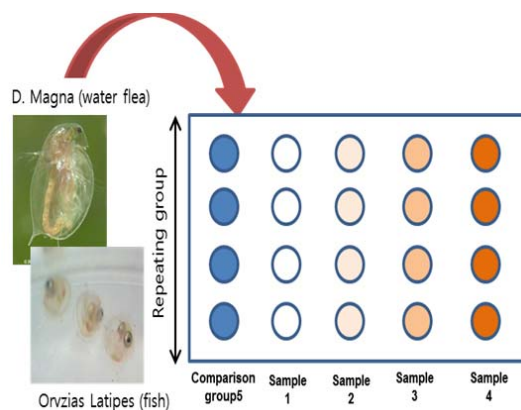 D. Magna (water flea)
Repeating group
Orvzias Latipes (fish)
Comparison
group5
Sample
1
Sample
2
Sample
3
Sample
4